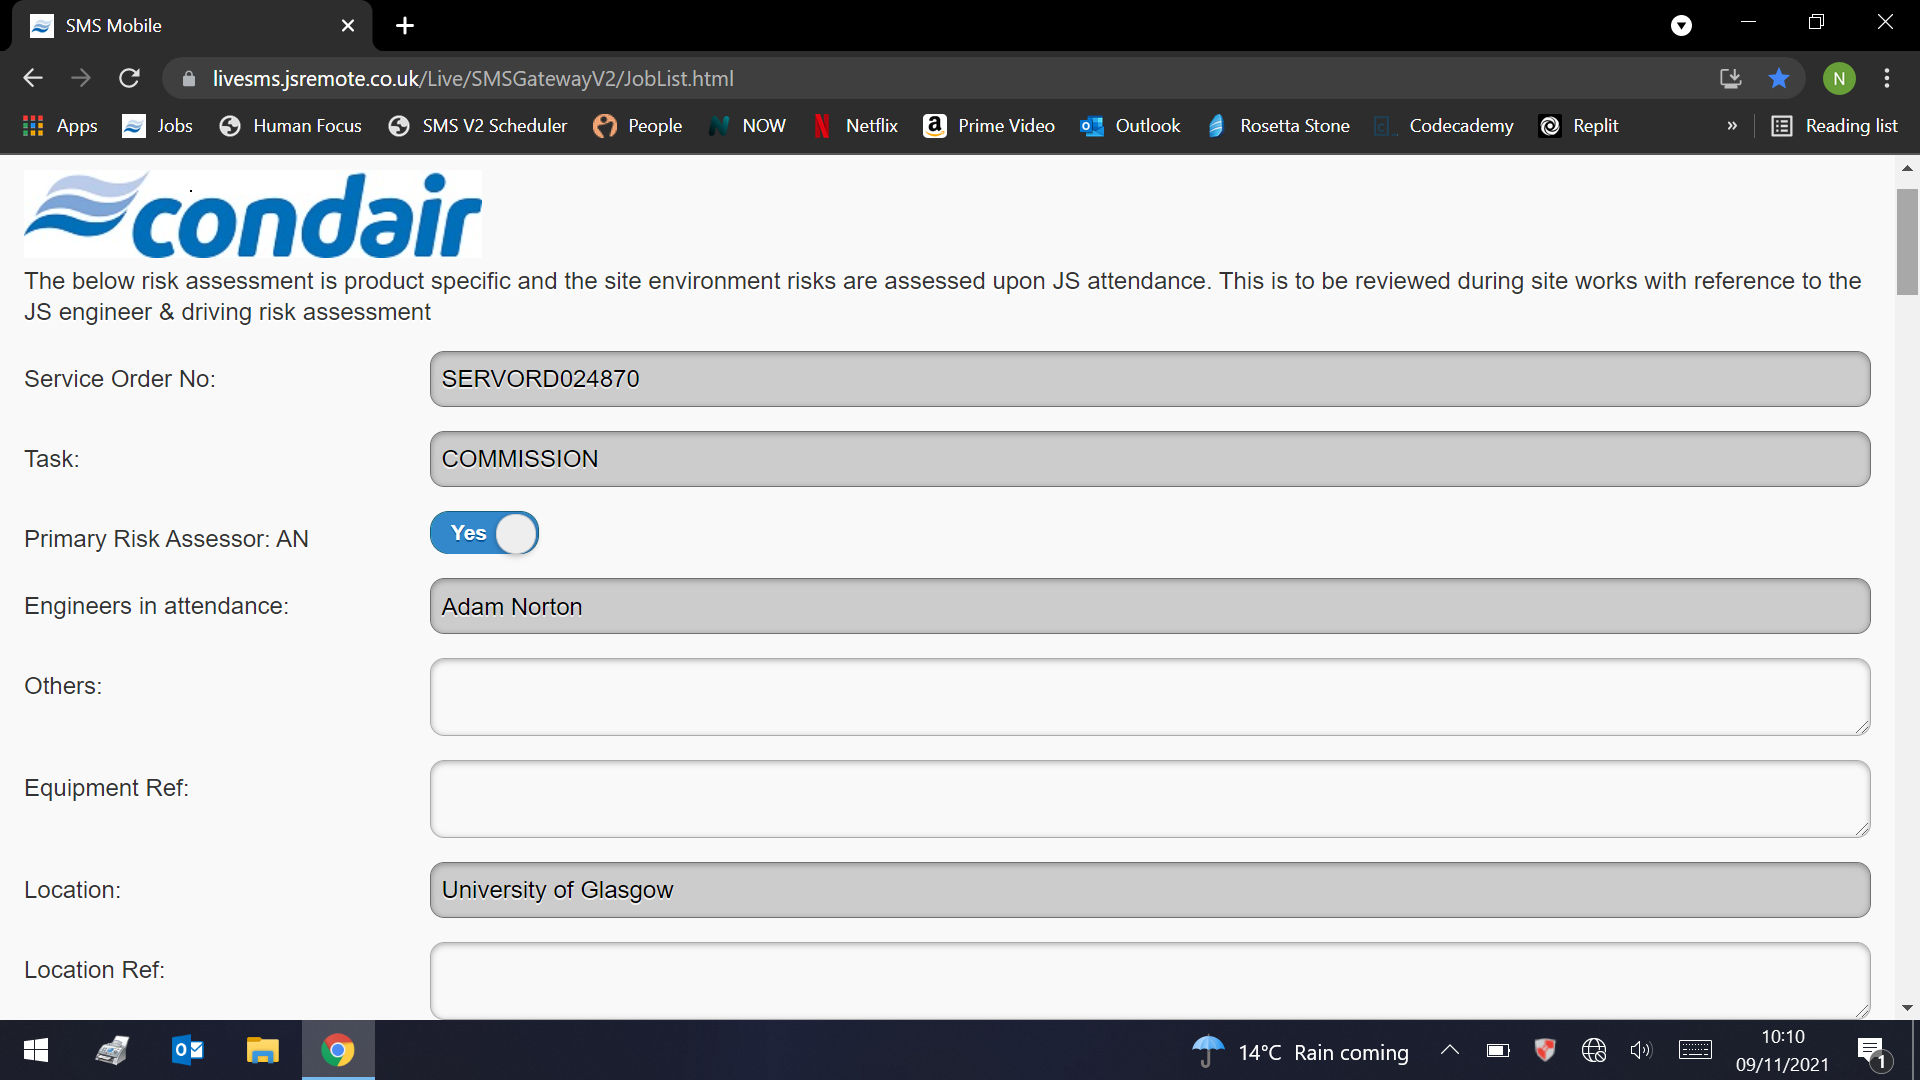 SMS Mobile
livesms.jsremote.co.uk/Live/SMSGatewayV2/JobList.html
N
Apps Jobs Human Focus SMS V2 Scheduler People NOW Netflix Prime Video Outlook Rosetta Stone Codecademy Replit » Reading list
condair
The below risk assessment is product specific and the site environment risks are assessed upon JS attendance. This is to be reviewed during site works with reference to the
JS engineer & driving risk assessment
Service Order No: SERVORD024870
Task: COMMISSION
Primary Risk Assessor: AN Yes
Engineers in attendance: Adam Norton
Others:
Equipment Ref:
Location: University of Glasgow
Location Ref:
14°C Rain coming
10:10
09/11/2021
1